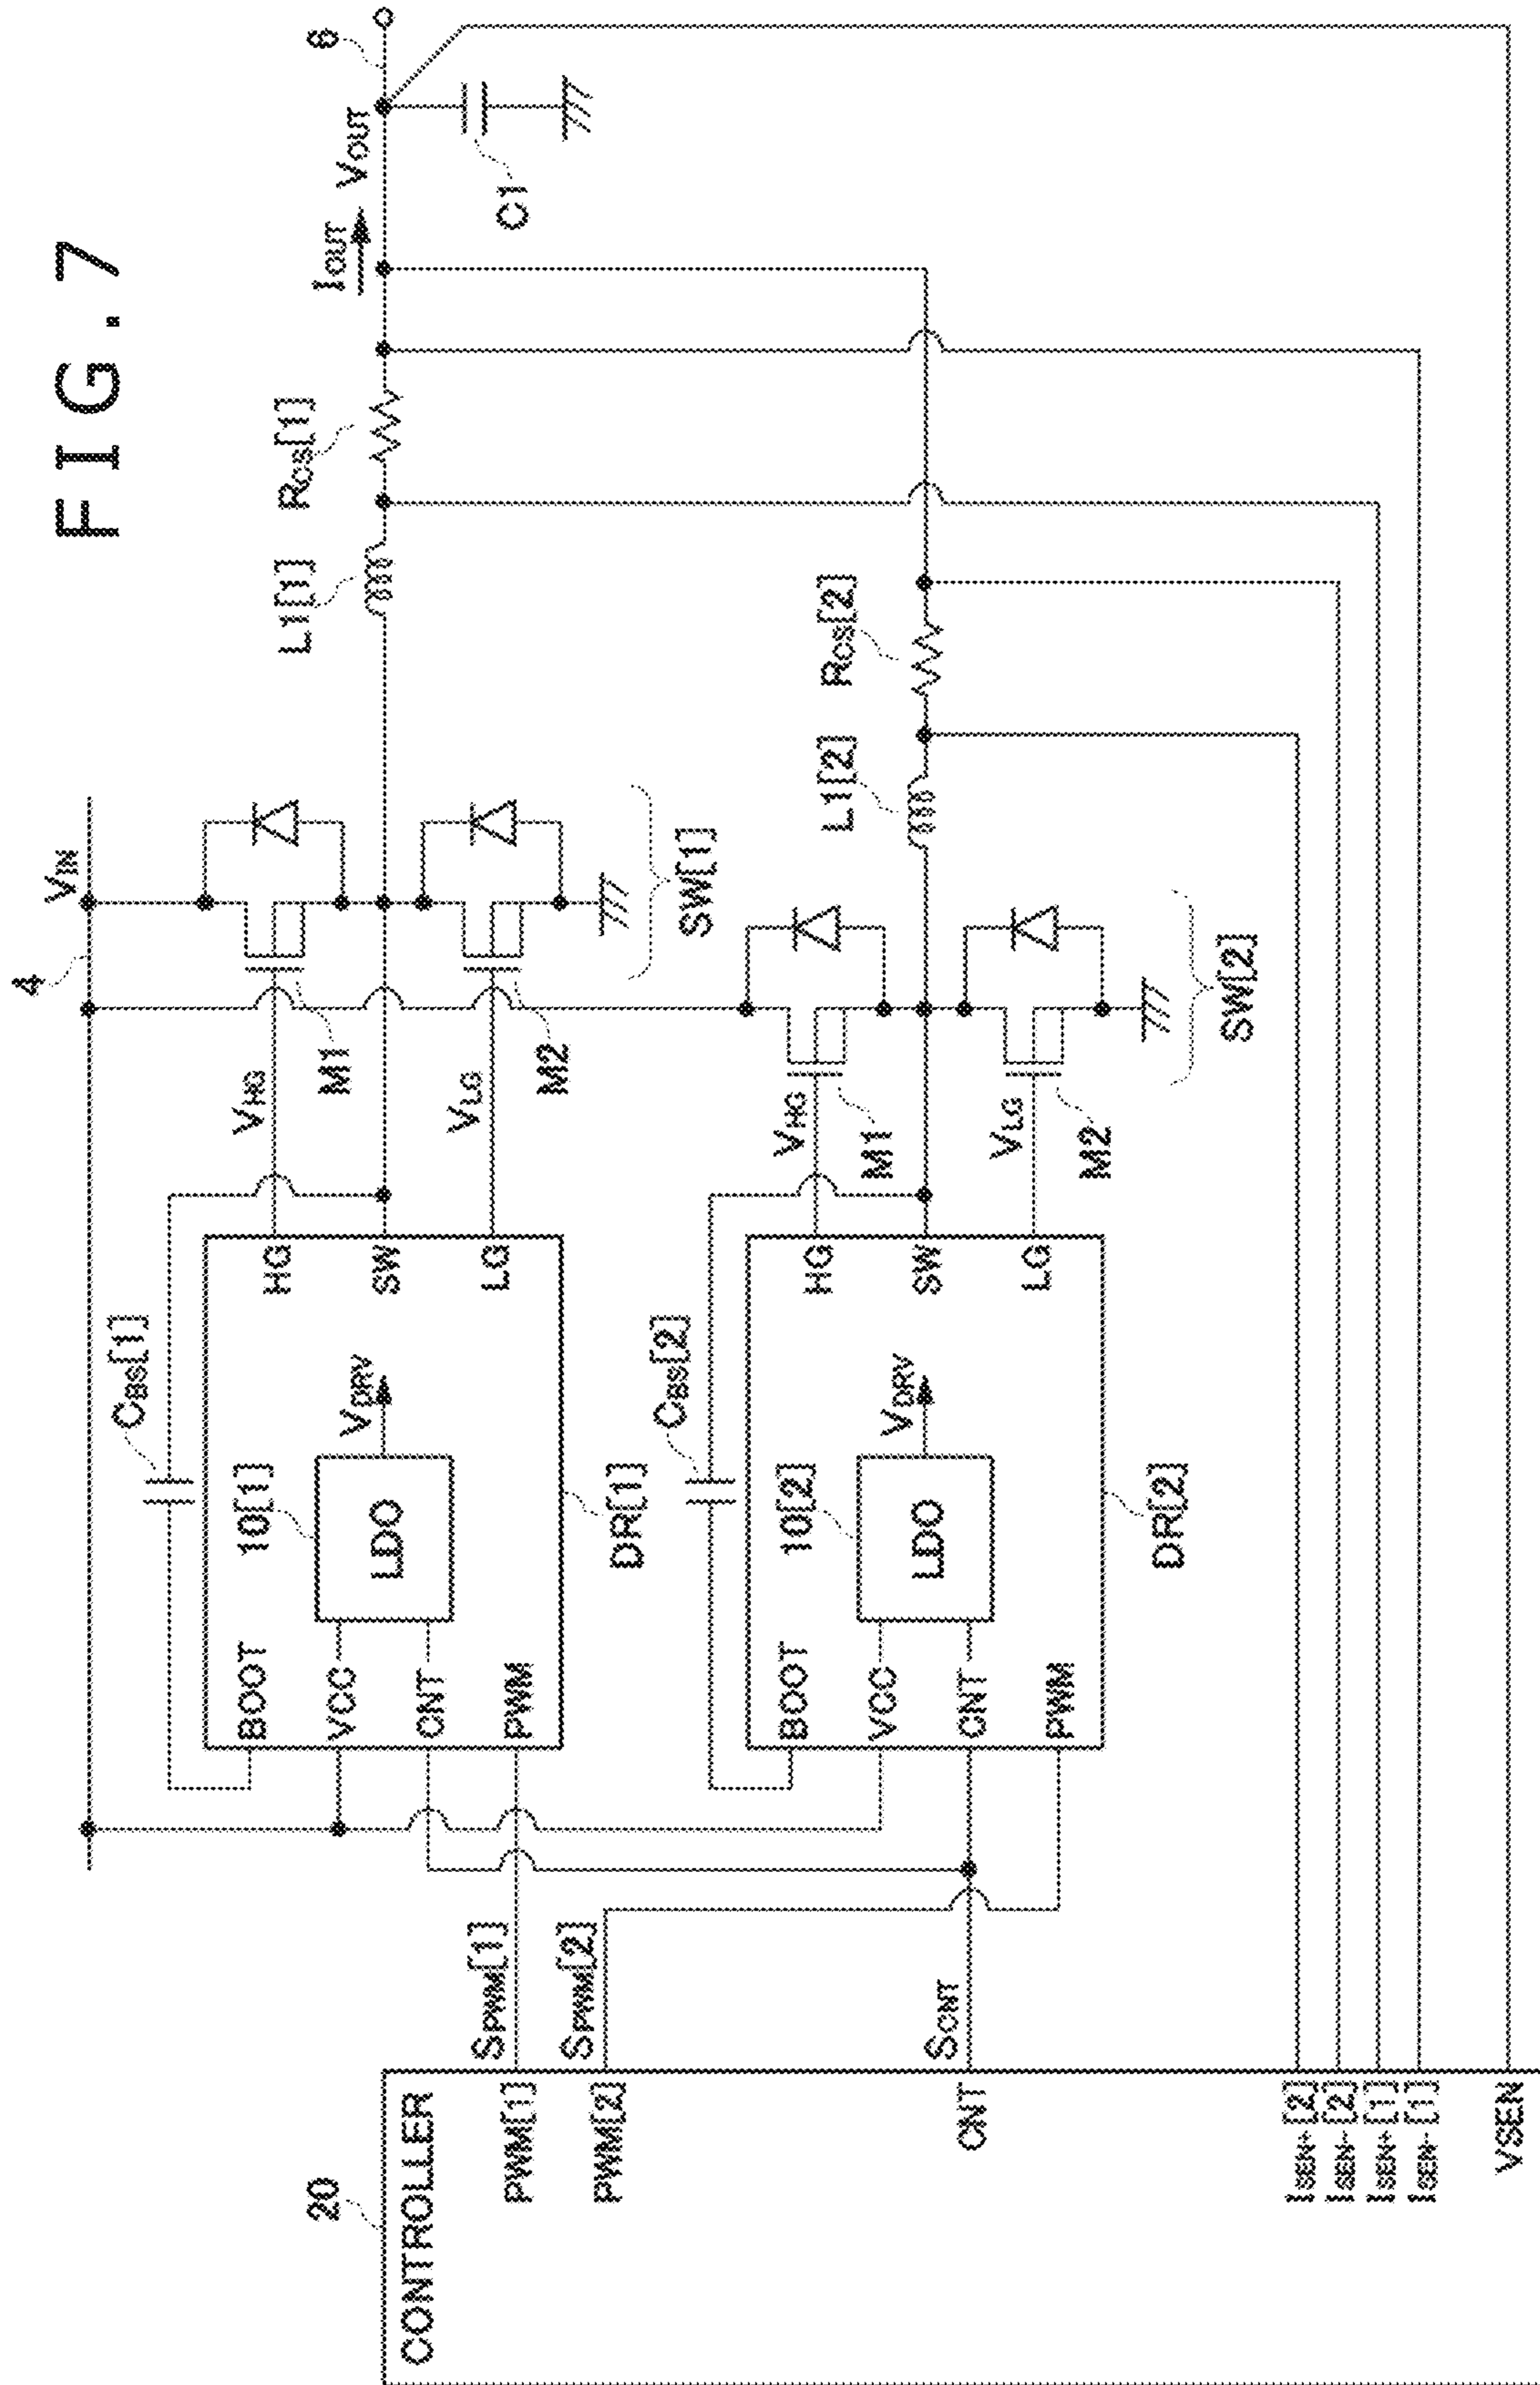 FIG. 7
4
VIN
6
IOUT
VOUT
C1
CBS[1]
L1[1]
RCS[1]
10[1]
LDO
VDRV
BOOT
VCC
CNT
PWM
HG
SW
LG
DR[1]
VHG
M1
VLG
M2
SW[1]
CBS[2]
L1[2]
RCS[2]
10[2]
LDO
VDRV
BOOT
VCC
CNT
PWM
HG
SW
LG
DR[2]
VHG
M1
VLG
M2
SW[2]
20
CONTROLLER
PWM[1]
SPWM[1]
PWM[2]
SPWM[2]
CNT
SCNT
ISEN+[2]
ISEN-[2]
ISEN+[1]
ISEN-[1]
VSEN